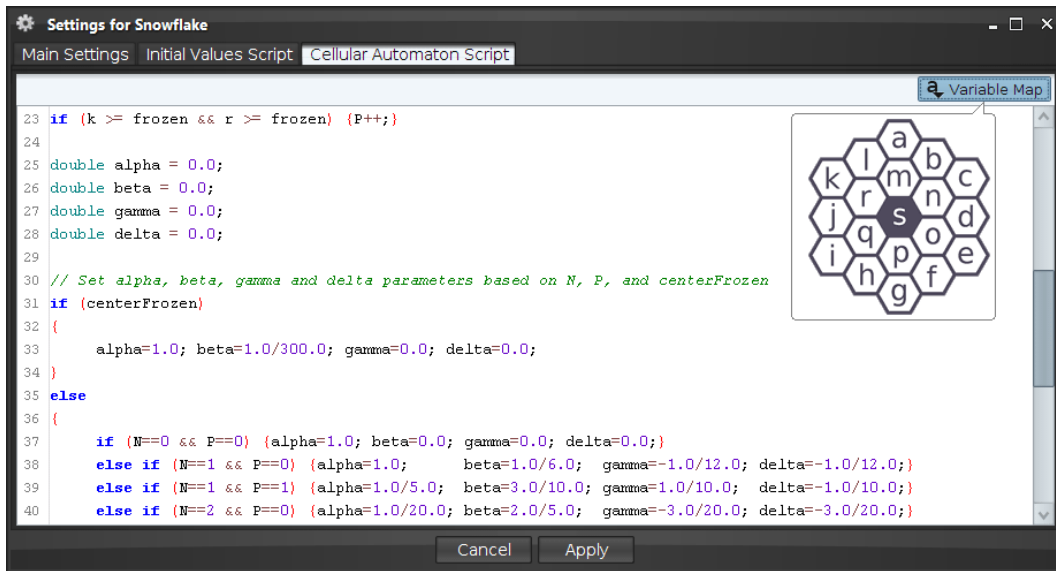 Settings for Snowflake
Main Settings Initial Values Script Cellular Automaton Script
a Variable Map
23 if (k >= frozen && r >= frozen) {P++;}
24
25 double alpha = 0.0;
26 double beta = 0.0;
27 double gamma = 0.0;
28 double delta = 0.0;
29
30 // Set alpha, beta, gamma and delta parameters based on N, P, and centerFrozen
31 if (centerFrozen)
32 {
33 alpha=1.0; beta=1.0/300.0; gamma=0.0; delta=0.0;
34 }
35 else
36 {
37 if (N==0 && P==0) {alpha=1.0; beta=0.0; gamma=0.0; delta=0.0;}
38 else if (N==1 && P==0) {alpha=1.0; beta=1.0/6.0; gamma=-1.0/12.0; delta=-1.0/12.0;}
39 else if (N==1 && P==1) {alpha=1.0/5.0; beta=3.0/10.0; gamma=1.0/10.0; delta=-1.0/10.0;}
40 else if (N==2 && P==0) {alpha=1.0/20.0; beta=2.0/5.0; gamma=-3.0/20.0; delta=-3.0/20.0;}
a
l b
k m c
r n
j s d
q o
i p e
h f
g
Cancel Apply